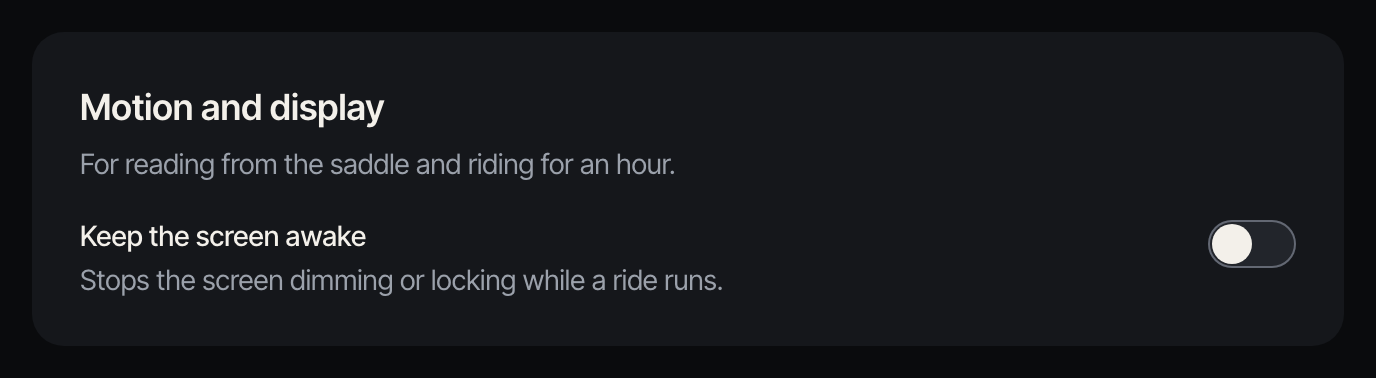 Motion and display
For reading from the saddle and riding for an hour.
Keep the screen awake
Stops the screen dimming or locking while a ride runs.